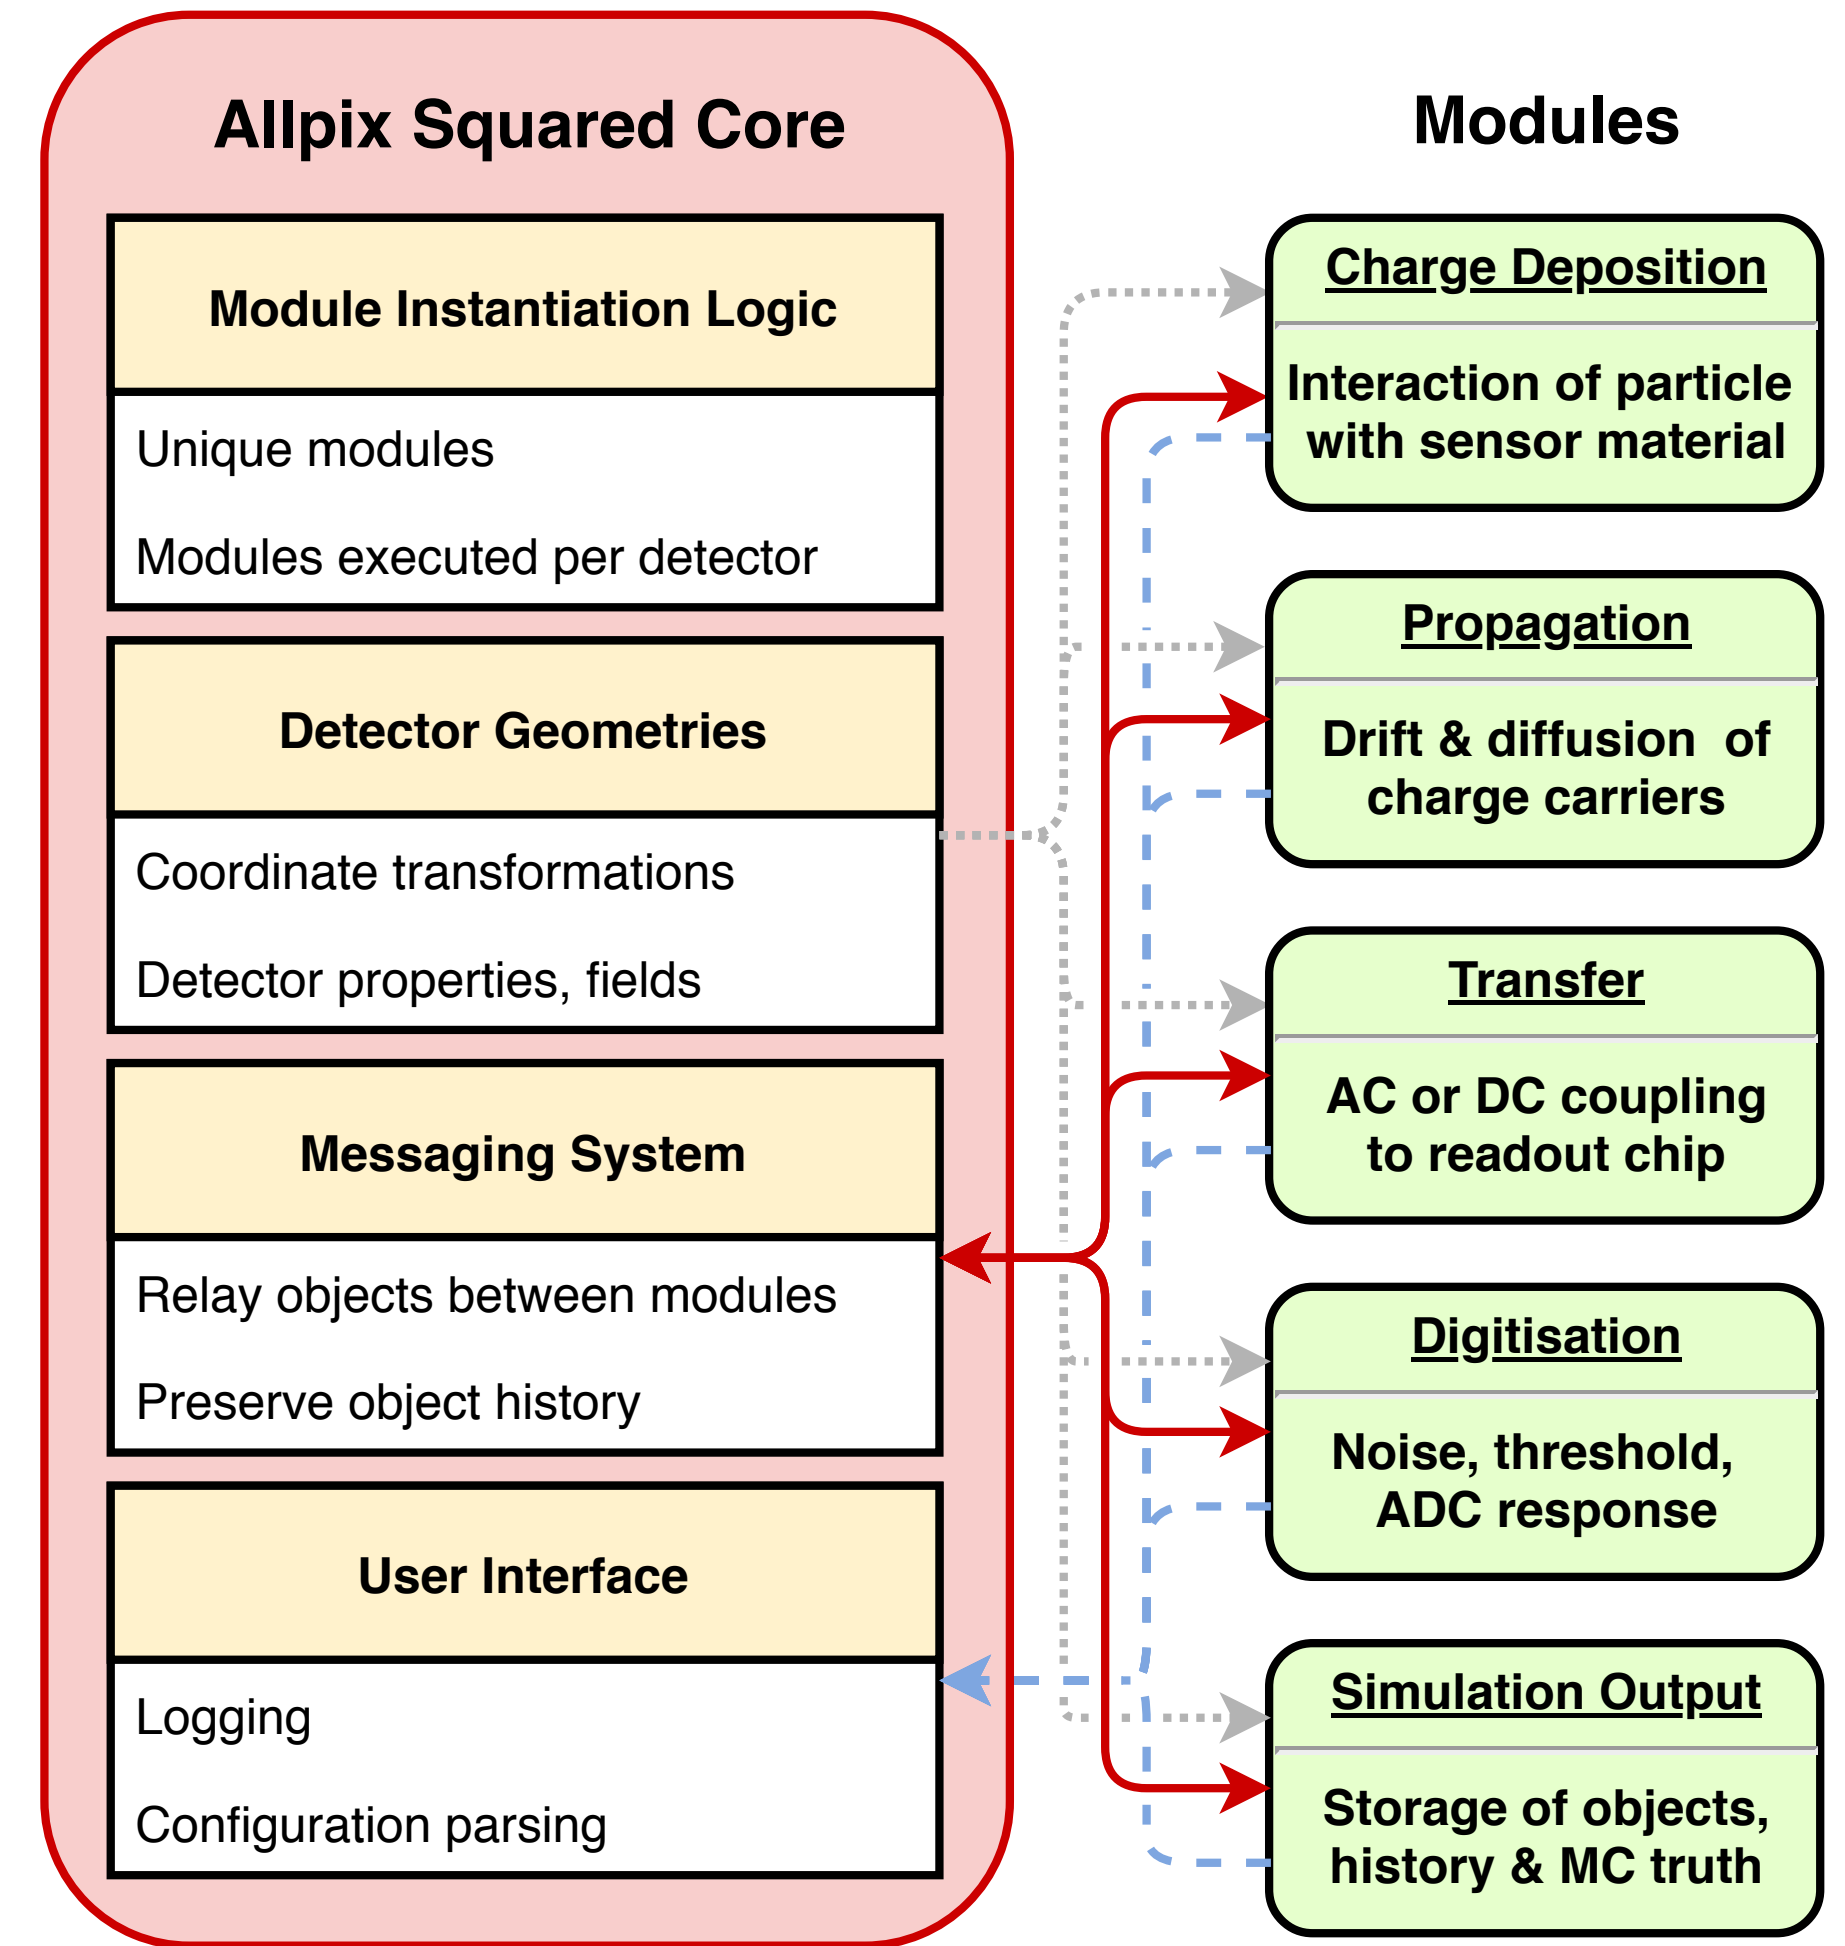 Allpix Squared Core
Module Instantiation Logic
Unique modules
Modules executed per detector
Detector Geometries
Coordinate transformations
Detector properties, fields
Messaging System
Relay objects between modules
Preserve object history
User Interface
Logging
Configuration parsing
Modules
Charge Deposition
Interaction of particle
with sensor material
Propagation
Drift & diffusion of
charge carriers
Transfer
AC or DC coupling
to readout chip
Digitisation
Noise, threshold,
ADC response
Simulation Output
Storage of objects,
history & MC truth